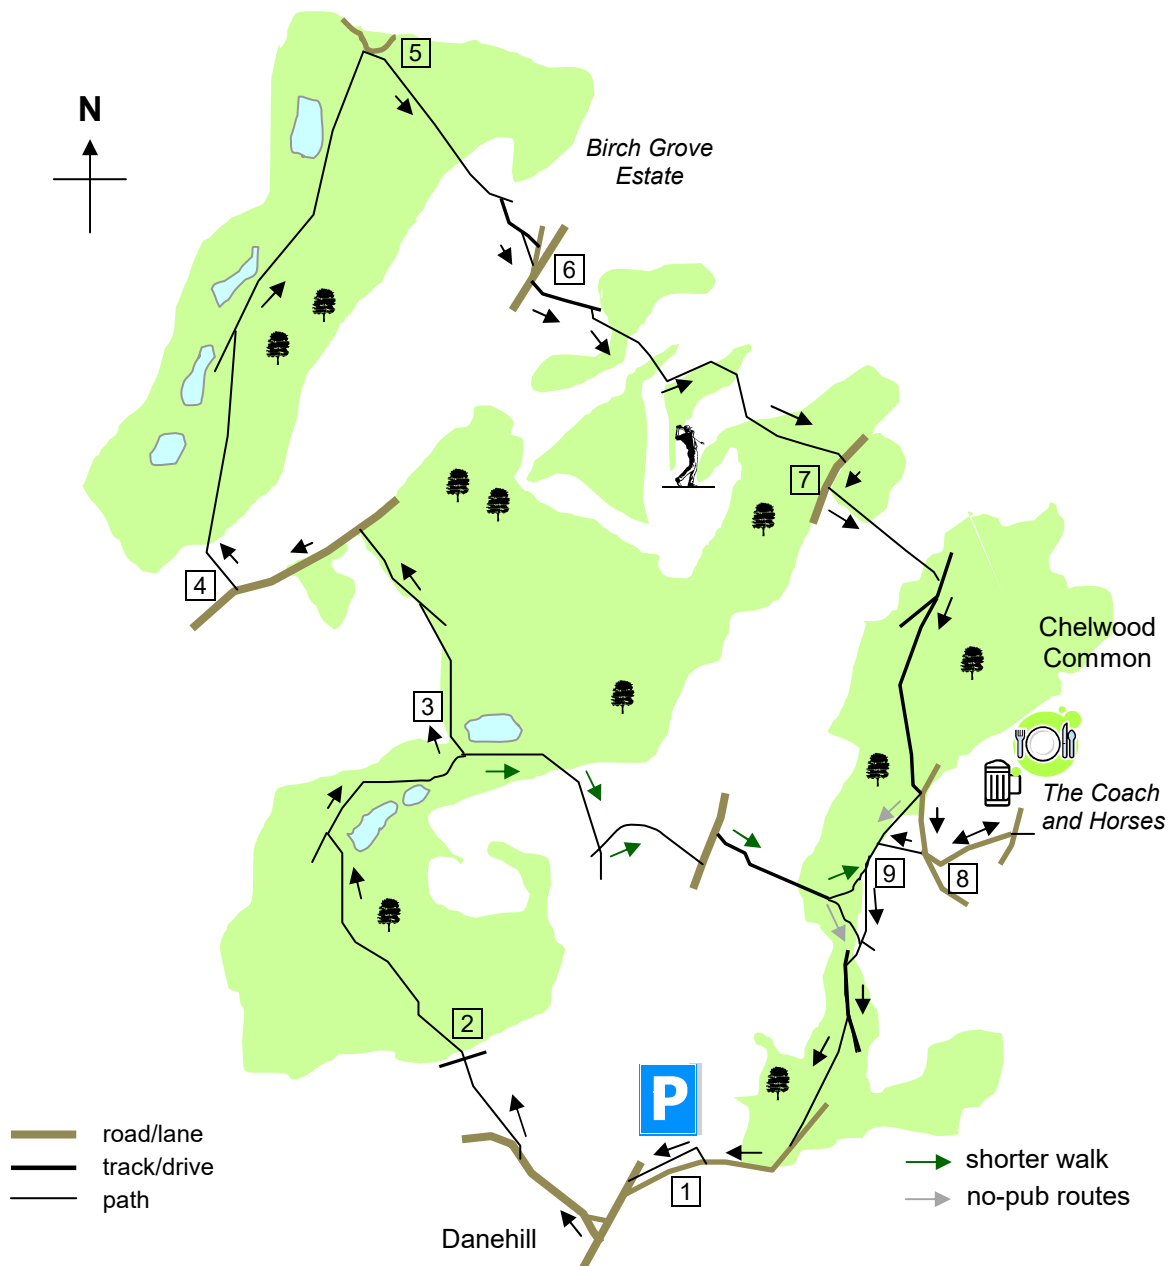 5
N
Birch Grove
Estate
6
7
4
Chelwood
Common
3
The Coach
and Horses
9
8
2
P
road/lane
track/drive
path
1
shorter walk
no-pub routes
Danehill